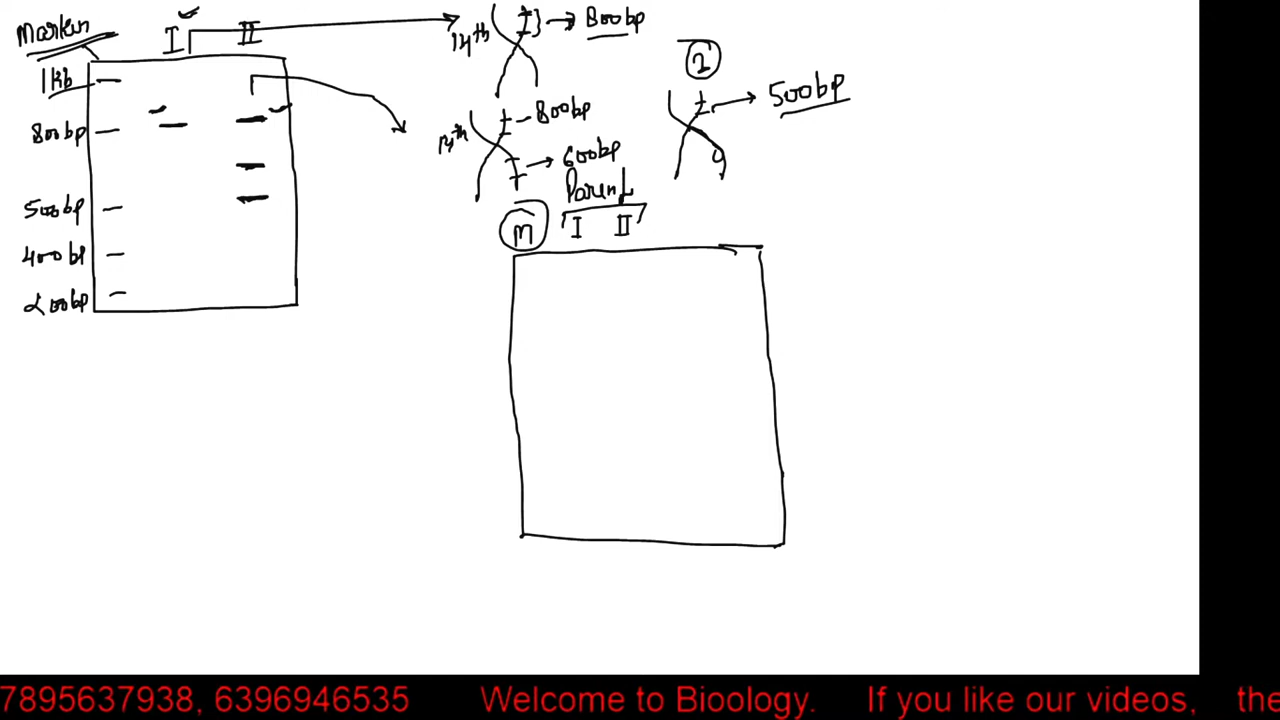 Marker I II
1kb
800bp
500bp
400bp
200bp
14th 800bp
14th 800bp
600bp
2 500bp
Parent
M I II
7895637938, 6396946535 Welcome to Bioology. If you like our videos, the